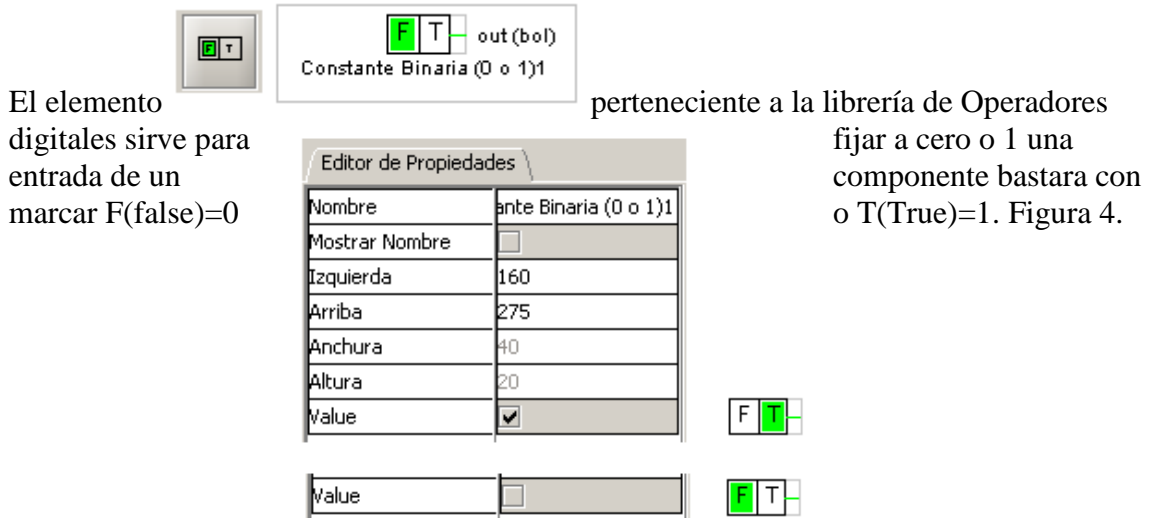 F T
F T out (bol)
Constante Binaria (0 o 1)1
El elemento perteneciente a la librería de Operadores
digitales sirve para fijar a cero o 1 una
entrada de un componente bastara con
marcar F(false)=0 o T(True)=1. Figura 4.
Editor de Propiedades
Nombre ante Binaria (0 o 1)1
Mostrar Nombre
Izquierda 160
Arriba 275
Anchura 40
Altura 20
Value F T
Value F T